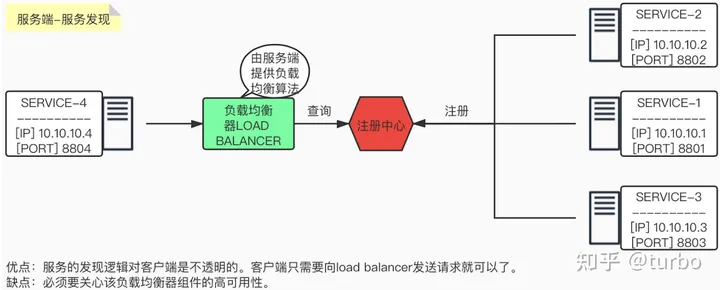 服务端-服务发现
由服务端
提供负载
均衡算法
SERVICE-4
----------
[IP] 10.10.10.4
[PORT] 8804
负载均衡
器LOAD
BALANCER
查询
注册中心
注册
SERVICE-2
----------
[IP] 10.10.10.2
[PORT] 8802
SERVICE-1
----------
[IP] 10.10.10.1
[PORT] 8801
SERVICE-3
----------
[IP] 10.10.10.3
[PORT] 8803
优点：服务的发现逻辑对客户端是不透明的。客户端只需要向load balancer发送请求就可以了。
缺点：必须要关心该负载均衡器组件的高可用性。
知乎 @turbo